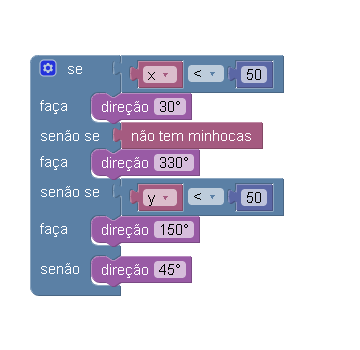 se x < 50
faça direção 30°
senão se não tem minhocas
faça direção 330°
senão se y < 50
faça direção 150°
senão direção 45°